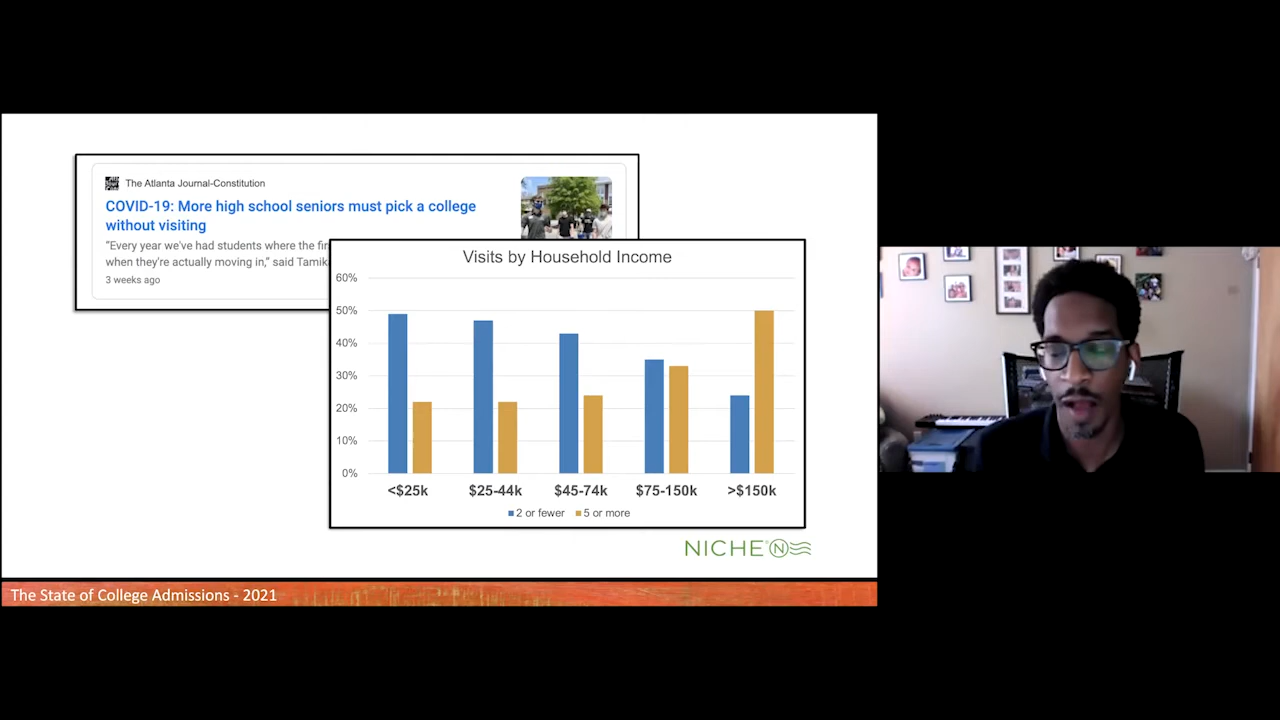 The Atlanta Journal-Constitution
COVID-19: More high school seniors must pick a college
without visiting
“Every year we've had students where the fir
when they're actually moving in,” said Tamika
3 weeks ago
Visits by Household Income
60%
50%
40%
30%
20%
10%
0%
<$25k $25-44k $45-74k $75-150k >$150k
2 or fewer 5 or more
NICHE
The State of College Admissions - 2021